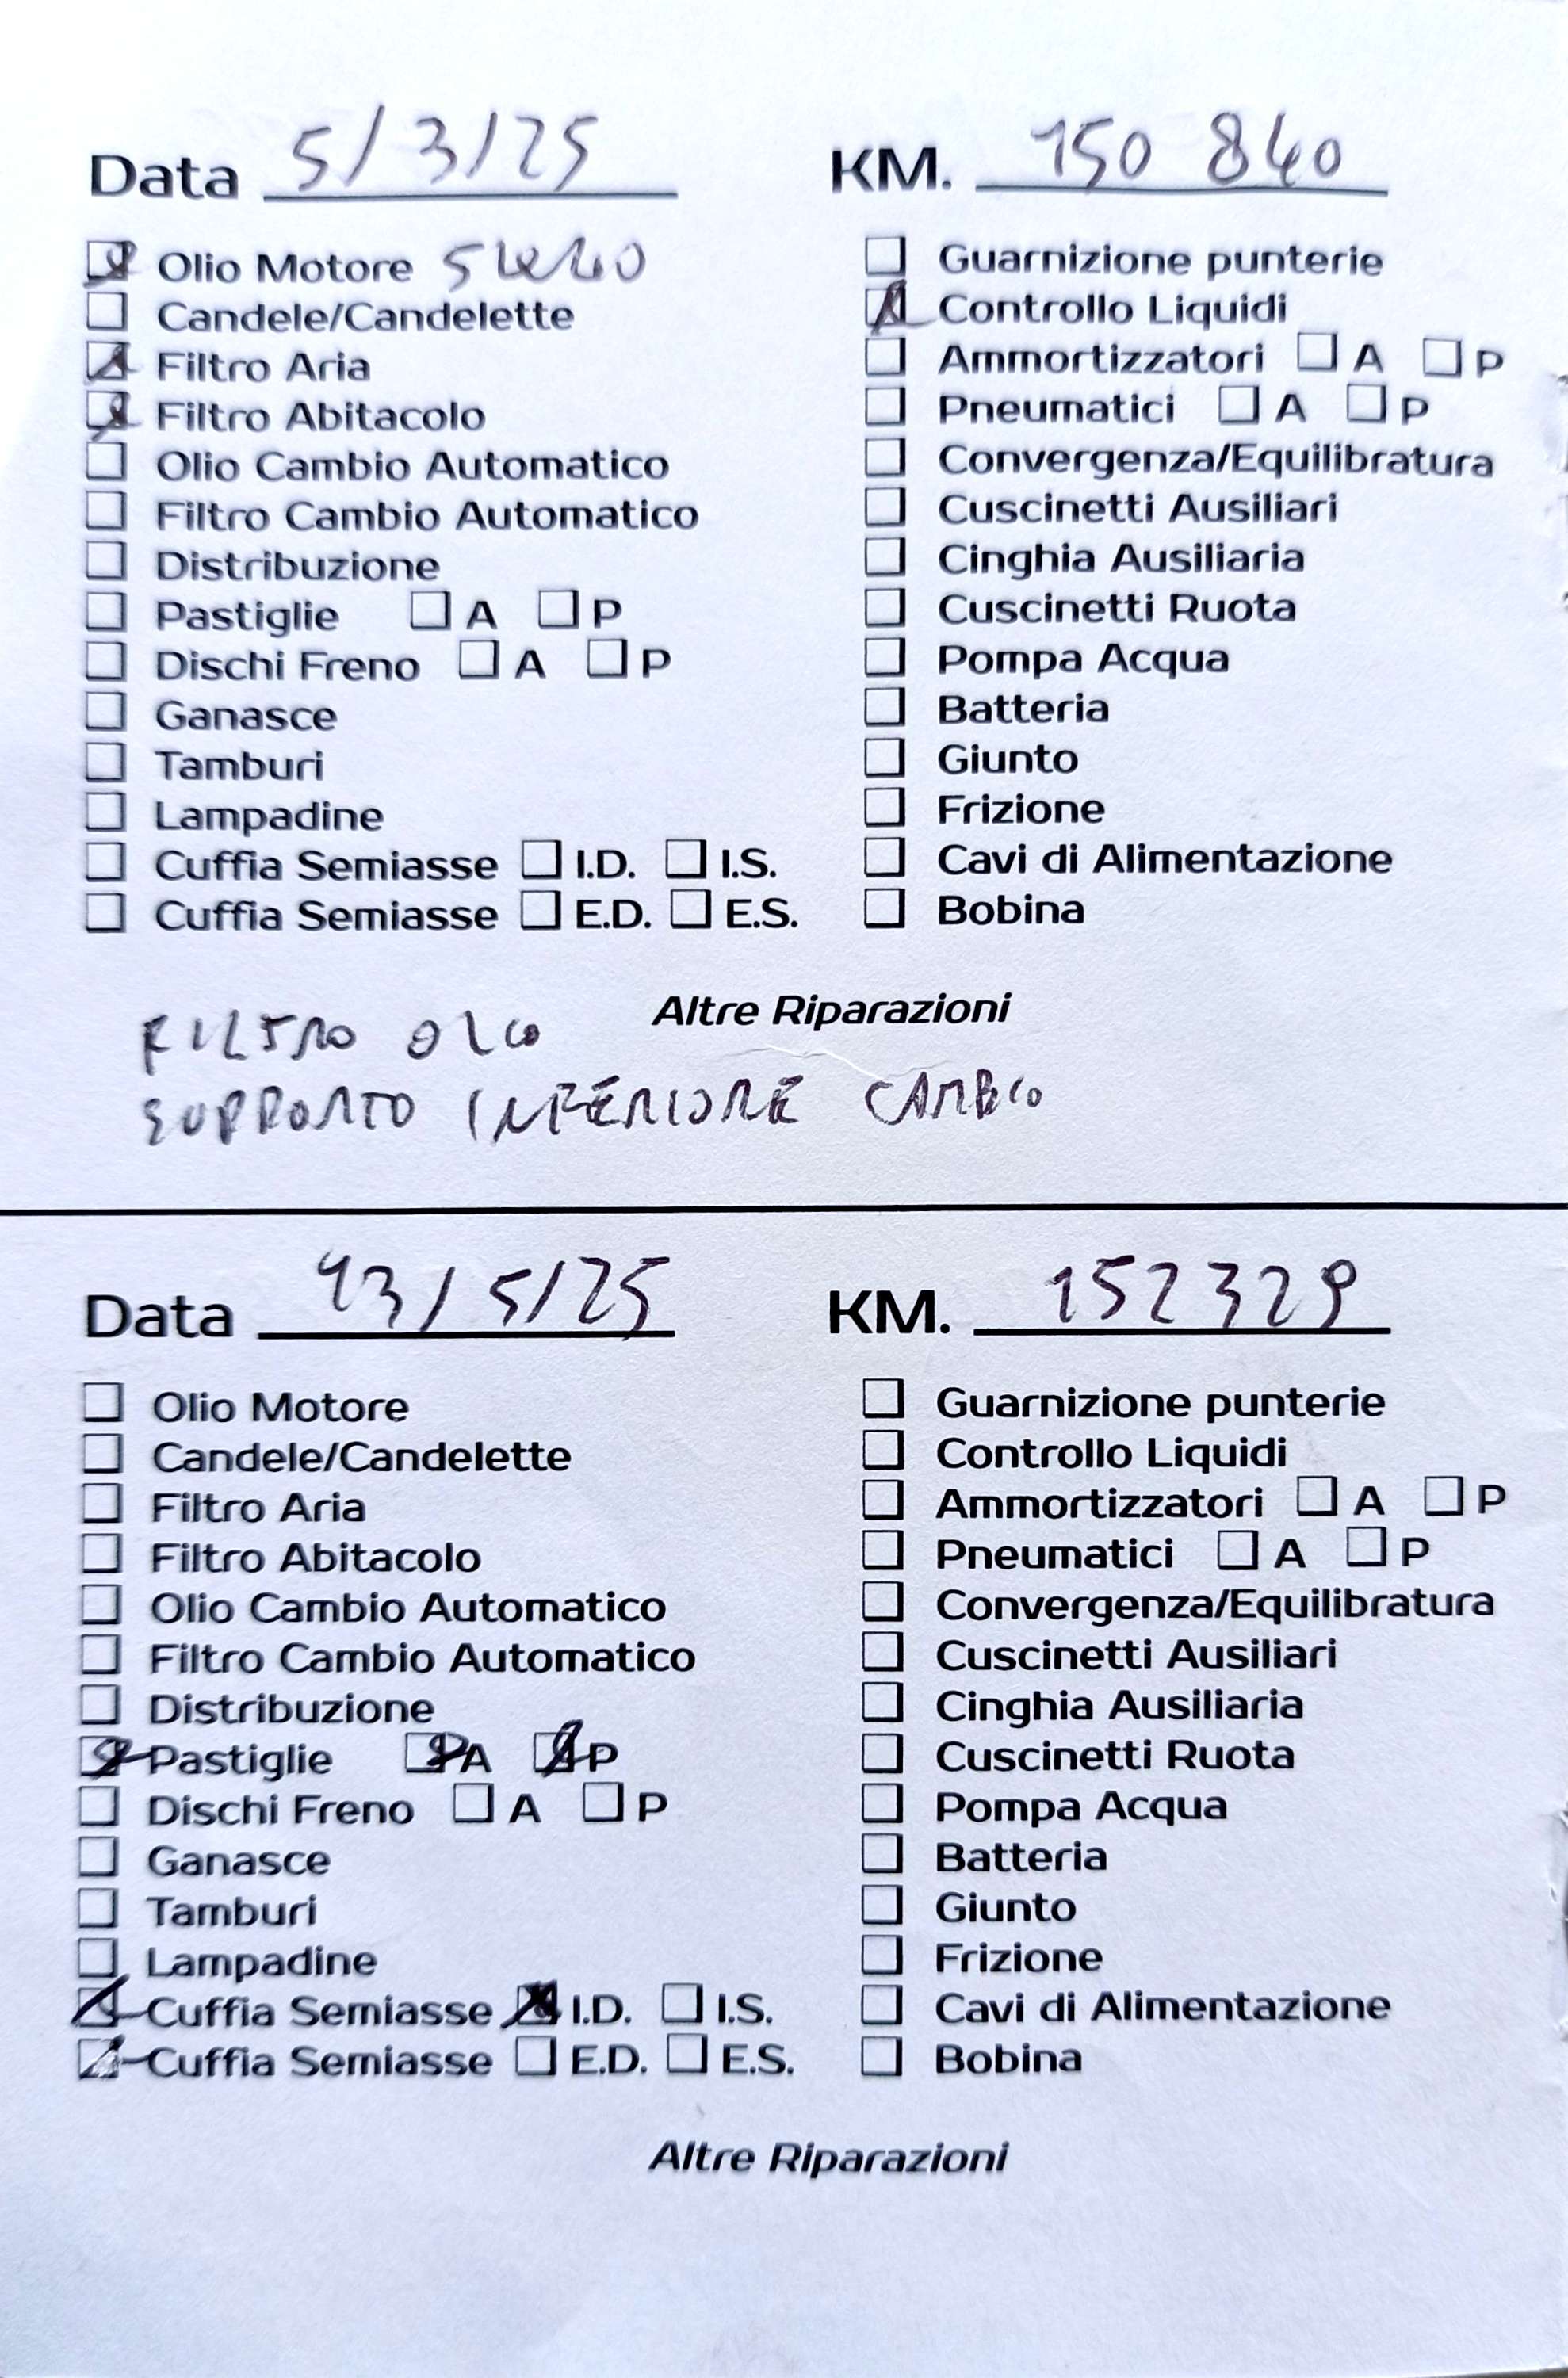 Data 5/3/25 KM. 150 840
Olio Motore 5W40 Guarnizione punterie
Candele/Candelette Controllo Liquidi
Filtro Aria Ammortizzatori A P
Filtro Abitacolo Pneumatici A P
Olio Cambio Automatico Convergenza/Equilibratura
Filtro Cambio Automatico Cuscinetti Ausiliari
Distribuzione Cinghia Ausiliaria
Pastiglie A P Cuscinetti Ruota
Dischi Freno A P Pompa Acqua
Ganasce Batteria
Tamburi Giunto
Lampadine Frizione
Cuffia Semiasse I.D. I.S. Cavi di Alimentazione
Cuffia Semiasse E.D. E.S. Bobina
Altre Riparazioni
FILTRO OLIO
SUPPORTO INFERIORE CAMBIO
Data 13/5/25 KM. 152329
Olio Motore Guarnizione punterie
Candele/Candelette Controllo Liquidi
Filtro Aria Ammortizzatori A P
Filtro Abitacolo Pneumatici A P
Olio Cambio Automatico Convergenza/Equilibratura
Filtro Cambio Automatico Cuscinetti Ausiliari
Distribuzione Cinghia Ausiliaria
Pastiglie A P Cuscinetti Ruota
Dischi Freno A P Pompa Acqua
Ganasce Batteria
Tamburi Giunto
Lampadine Frizione
Cuffia Semiasse I.D. I.S. Cavi di Alimentazione
Cuffia Semiasse E.D. E.S. Bobina
Altre Riparazioni